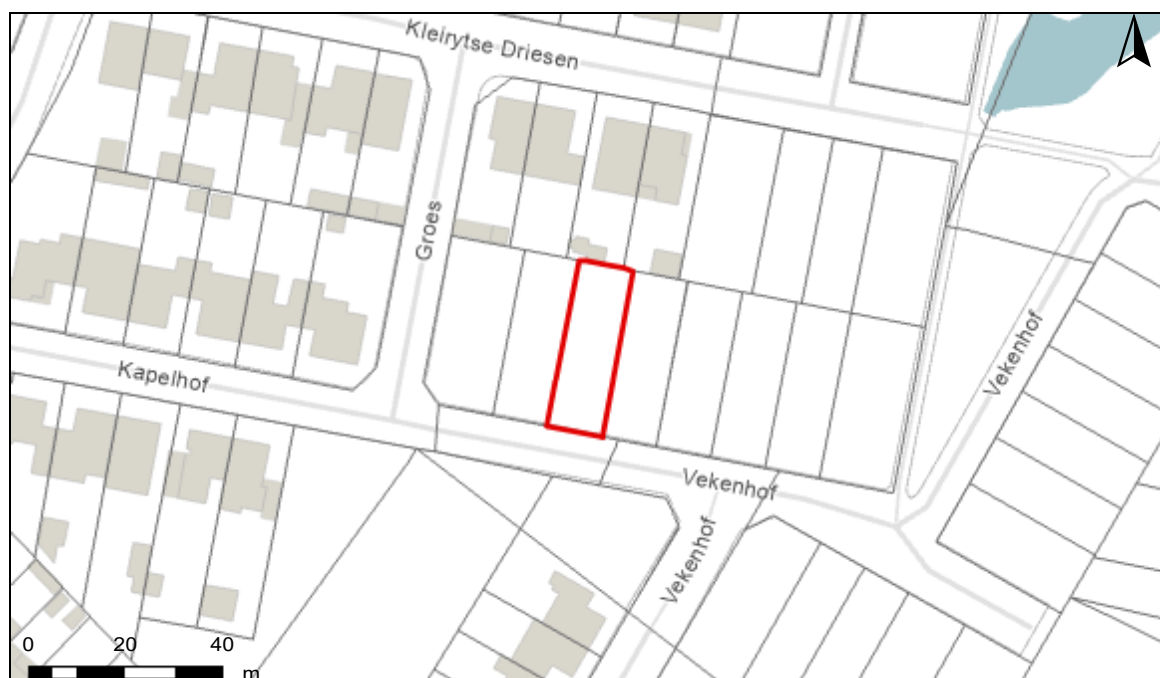 Kleirytse Driesen
Groes
Vekenhof
Kapelhof
Vekenhof
Vekenhof
0 20 40
m